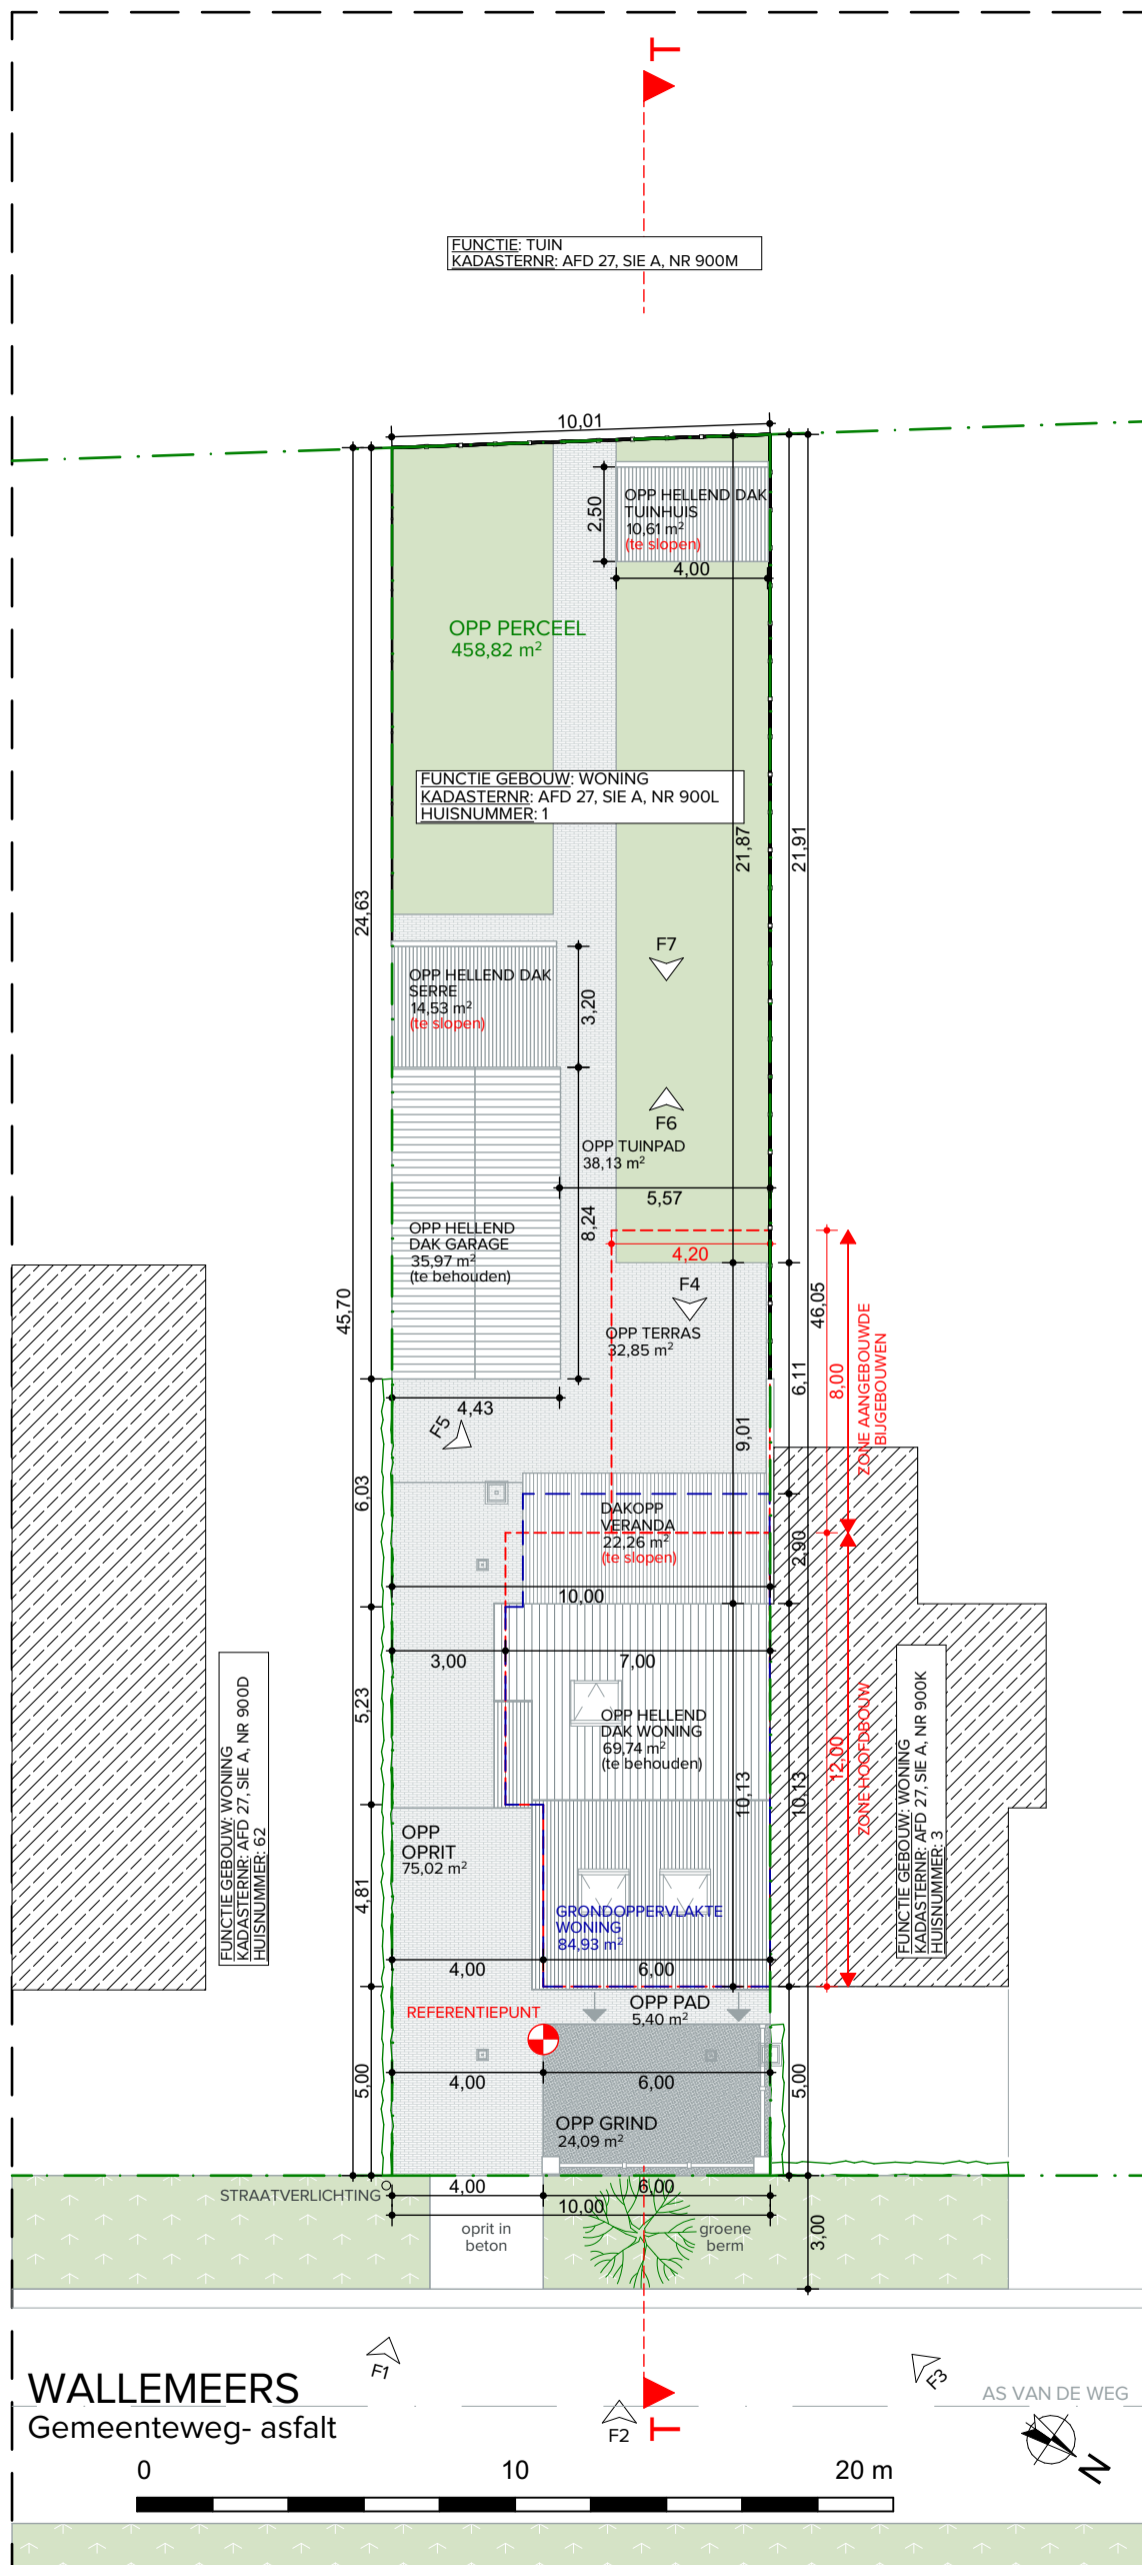 T
FUNCTIE: TUIN
KADASTERNR: AFD 27, SIE A, NR 900M
10,01
2,50
OPP HELLEND DAK
TUINHUIS
10,61 m²
(te slopen)
4,00
OPP PERCEEL
458,82 m²
FUNCTIE GEBOUW: WONING
KADASTERNR: AFD 27, SIE A, NR 900L
HUISNUMMER: 1
21,87
21,91
24,63
F7
OPP HELLEND DAK
SERRE
14,53 m²
(te slopen)
3,20
F6
OPP TUINPAD
38,13 m²
5,57
8,24
OPP HELLEND
DAK GARAGE
35,97 m²
(te behouden)
4,20
F4
45,70
46,05
OPP TERRAS
32,85 m²
6,11
8,00
ZONE AANGEBOUWDE
BIJGEBOUWEN
4,43
F5
9,01
6,03
DAKOPP
VERANDA
22,26 m²
(te slopen)
2,90
10,00
3,00
7,00
5,23
OPP HELLEND
DAK WONING
69,74 m²
(te behouden)
10,13
10,13
12,00
ZONE HOOFDBOUW
FUNCTIE GEBOUW: WONING
KADASTERNR: AFD 27, SIE A, NR 900D
HUISNUMMER: 62
FUNCTIE GEBOUW: WONING
KADASTERNR: AFD 27, SIE A, NR 900K
HUISNUMMER: 3
OPP
OPRIT
75,02 m²
4,81
GRONDOPPERVLAKTE
WONING
84,93 m²
4,00
6,00
REFERENTIEPUNT
OPP PAD
5,40 m²
5,00
4,00
6,00
5,00
OPP GRIND
24,09 m²
STRAATVERLICHTING
4,00
6,00
10,00
oprit in
beton
groene
berm
3,00
F1
F3
WALLEMEERS
AS VAN DE WEG
Gemeenteweg- asfalt
F2
T
N
0 10 20 m